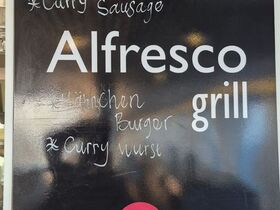 *Curry Sausage
Alfresco
grill
*Hähnchen
Burger
*Curry wurst